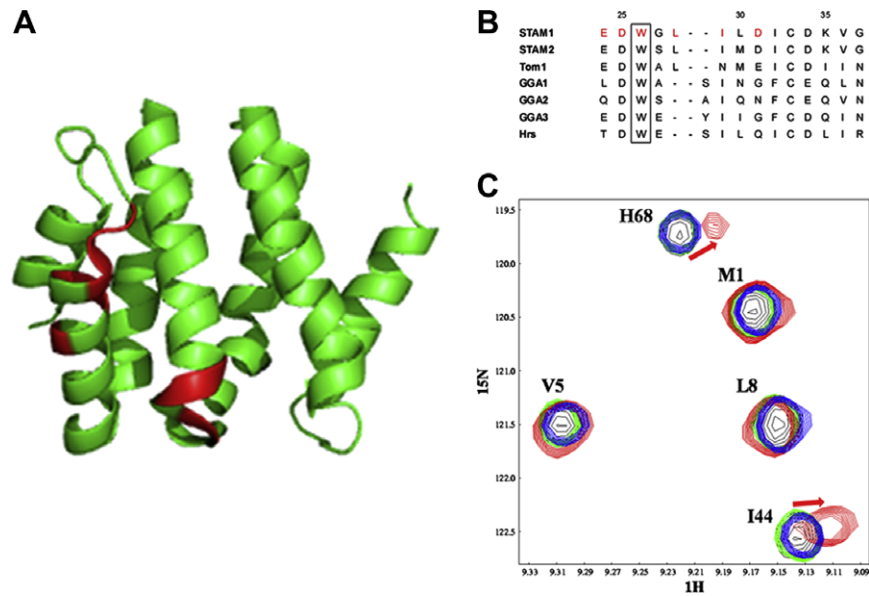 A
B
25 30 35
STAM1 E D W G L - - I L D I C D K V G
STAM2 E D W S L - - I M D I C D K V G
Tom1 E D W A L - - N M E I C D I I N
GGA1 L D W A - - S I N G F C E Q L N
GGA2 Q D W S - - A I Q N F C E Q V N
GGA3 E D W E - - Y I I G F C D Q I N
Hrs T D W E - - S I L Q I C D L I R
C
119.5
H68
120.0
M1
120.5
121.0
V5
L8
15N
121.5
122.0
I44
122.5
9.33 9.31 9.29 9.27 9.25 9.23 9.21 9.19 9.17 9.15 9.13 9.11 9.09
1H